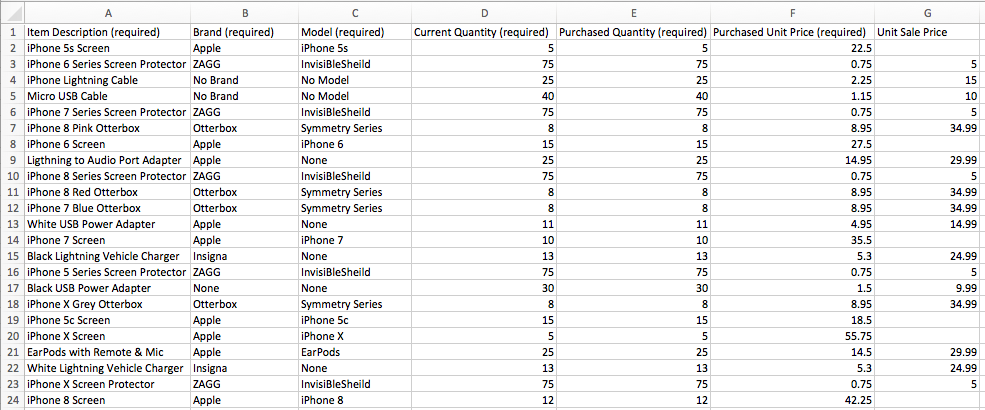 A B C D E F G
1 Item Description (required) Brand (required) Model (required) Current Quantity (required) Purchased Quantity (required) Purchased Unit Price (required) Unit Sale Price
2 iPhone 5s Screen Apple iPhone 5s 5 5 22.5
3 iPhone 6 Series Screen Protector ZAGG InvisiBleSheild 75 75 0.75 5
4 iPhone Lightning Cable No Brand No Model 25 25 2.25 15
5 Micro USB Cable No Brand No Model 40 40 1.15 10
6 iPhone 7 Series Screen Protector ZAGG InvisiBleSheild 75 75 0.75 5
7 iPhone 8 Pink Otterbox Otterbox Symmetry Series 8 8 8.95 34.99
8 iPhone 6 Screen Apple iPhone 6 15 15 27.5
9 Ligthning to Audio Port Adapter Apple None 25 25 14.95 29.99
10 iPhone 8 Series Screen Protector ZAGG InvisiBleSheild 75 75 0.75 5
11 iPhone 8 Red Otterbox Otterbox Symmetry Series 8 8 8.95 34.99
12 iPhone 7 Blue Otterbox Otterbox Symmetry Series 8 8 8.95 34.99
13 White USB Power Adapter Apple None 11 11 4.95 14.99
14 iPhone 7 Screen Apple iPhone 7 10 10 35.5
15 Black Lightning Vehicle Charger Insigna None 13 13 5.3 24.99
16 iPhone 5 Series Screen Protector ZAGG InvisiBleSheild 75 75 0.75 5
17 Black USB Power Adapter None None 30 30 1.5 9.99
18 iPhone X Grey Otterbox Otterbox Symmetry Series 8 8 8.95 34.99
19 iPhone 5c Screen Apple iPhone 5c 15 15 18.5
20 iPhone X Screen Apple iPhone X 5 5 55.75
21 EarPods with Remote & Mic Apple EarPods 25 25 14.5 29.99
22 White Lightning Vehicle Charger Insigna None 13 13 5.3 24.99
23 iPhone X Screen Protector ZAGG InvisiBleSheild 75 75 0.75 5
24 iPhone 8 Screen Apple iPhone 8 12 12 42.25